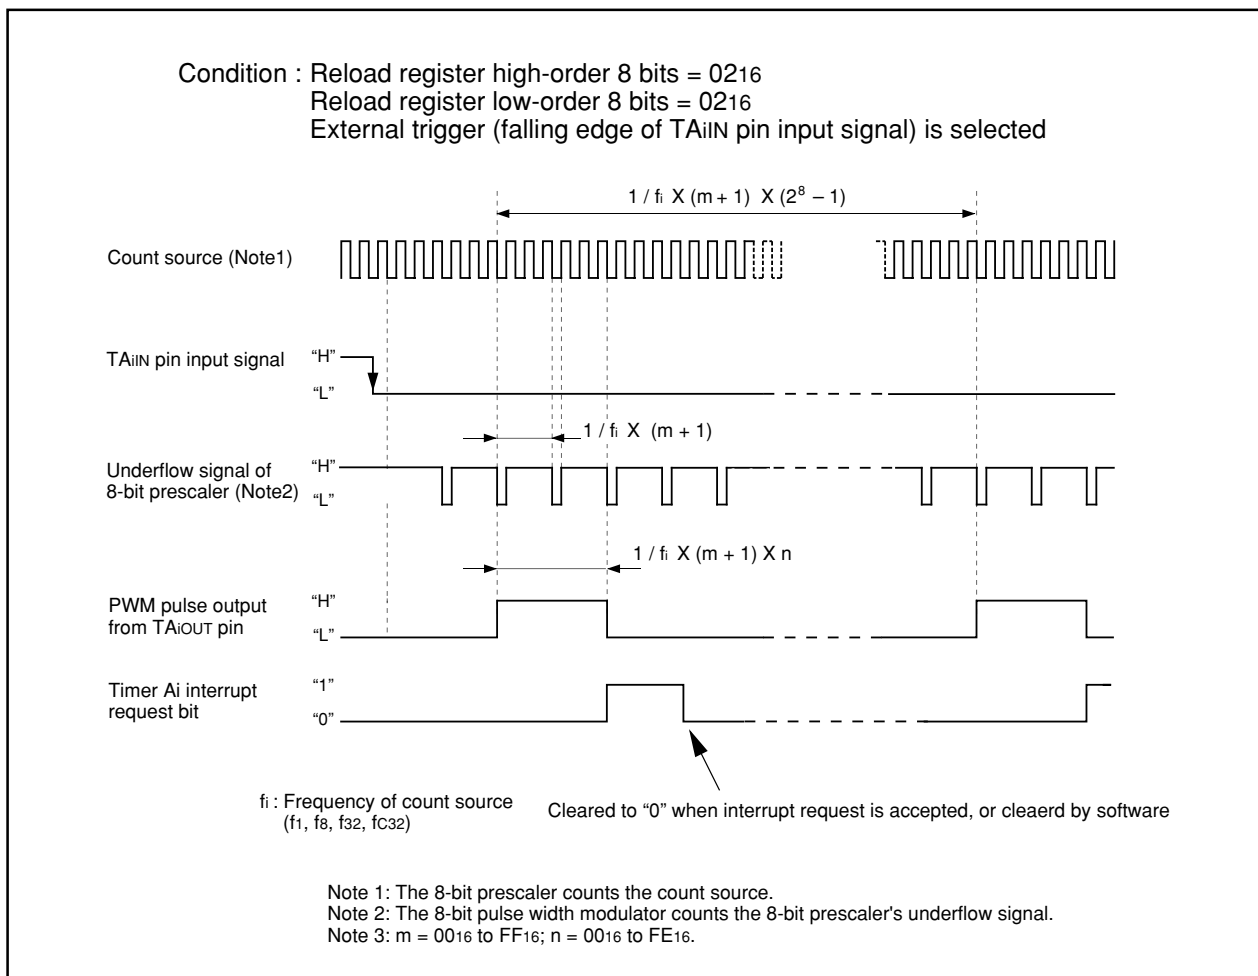 Condition : Reload register high-order 8 bits = 0216
Reload register low-order 8 bits = 0216
External trigger (falling edge of TAiIN pin input signal) is selected
1 / fi X (m + 1) X (2⁸ – 1)
Count source (Note1)
TAiIN pin input signal
“H”
“L”
1 / fi X (m + 1)
Underflow signal of
8-bit prescaler (Note2)
“H”
“L”
1 / fi X (m + 1) X n
PWM pulse output
from TAiOUT pin
“H”
“L”
Timer Ai interrupt
request bit
“1”
“0”
fi : Frequency of count source
(f1, f8, f32, fC32)
Cleared to “0” when interrupt request is accepted, or cleaerd by software
Note 1: The 8-bit prescaler counts the count source.
Note 2: The 8-bit pulse width modulator counts the 8-bit prescaler's underflow signal.
Note 3: m = 0016 to FF16; n = 0016 to FE16.